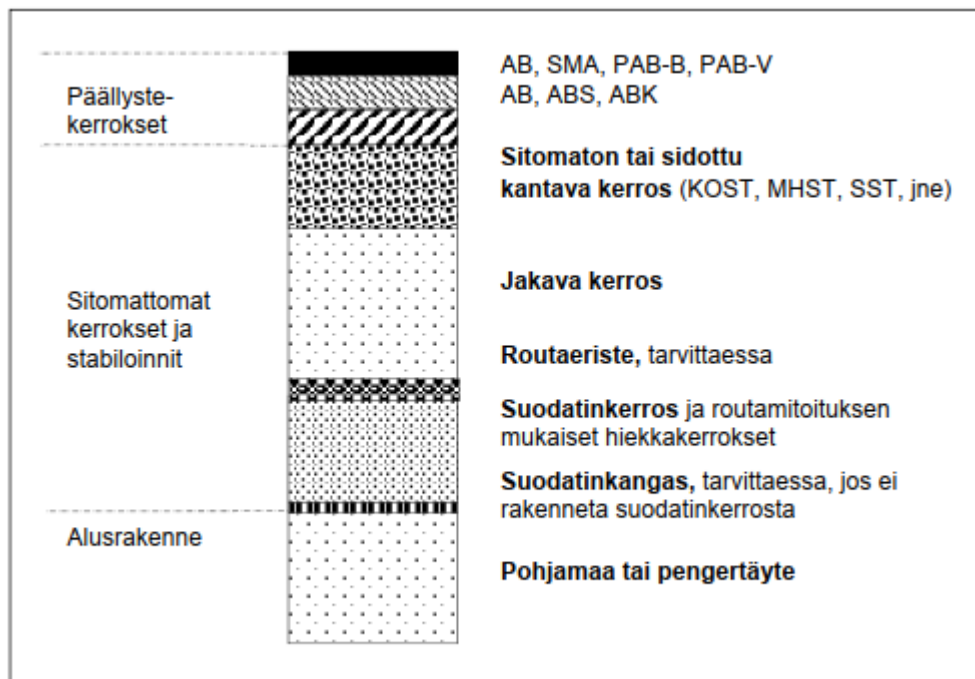 AB, SMA, PAB-B, PAB-V
AB, ABS, ABK
Päällyste-
kerrokset
Sitomaton tai sidottu
kantava kerros (KOST, MHST, SST, jne)
Jakava kerros
Sitomattomat
kerrokset ja
stabiloinnit
Routaeriste, tarvittaessa
Suodatinkerros ja routamitoituksen
mukaiset hiekkakerrokset
Suodatinkangas, tarvittaessa, jos ei
rakenneta suodatinkerrosta
Alusrakenne
Pohjamaa tai pengertäyte